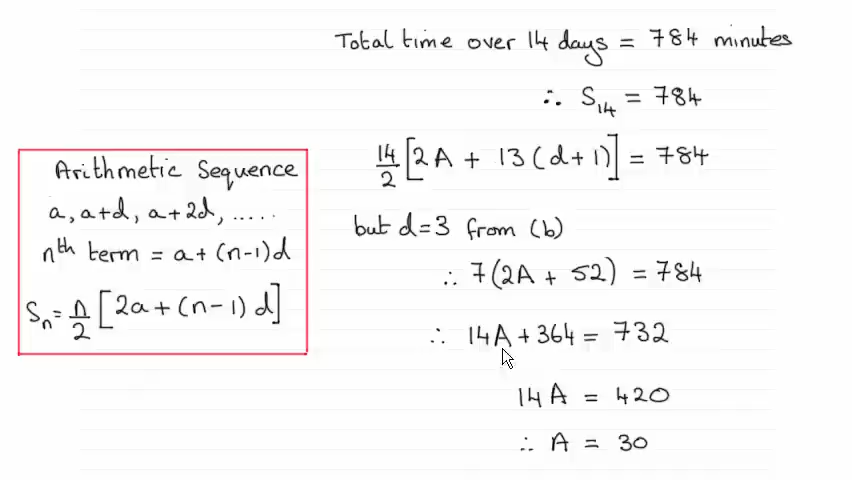 Total time over 14 days = 784 minutes
∴ S₁₄ = 784
14/2 [2A + 13(d+1)] = 784
but d=3 from (b)
∴ 7(2A + 52) = 784
∴ 14A + 364 = 732
14A = 420
∴ A = 30
Arithmetic Sequence
a, a+d, a+2d, .....
nᵗʰ term = a+(n-1)d
Sₙ = n/2 [2a+(n-1)d]